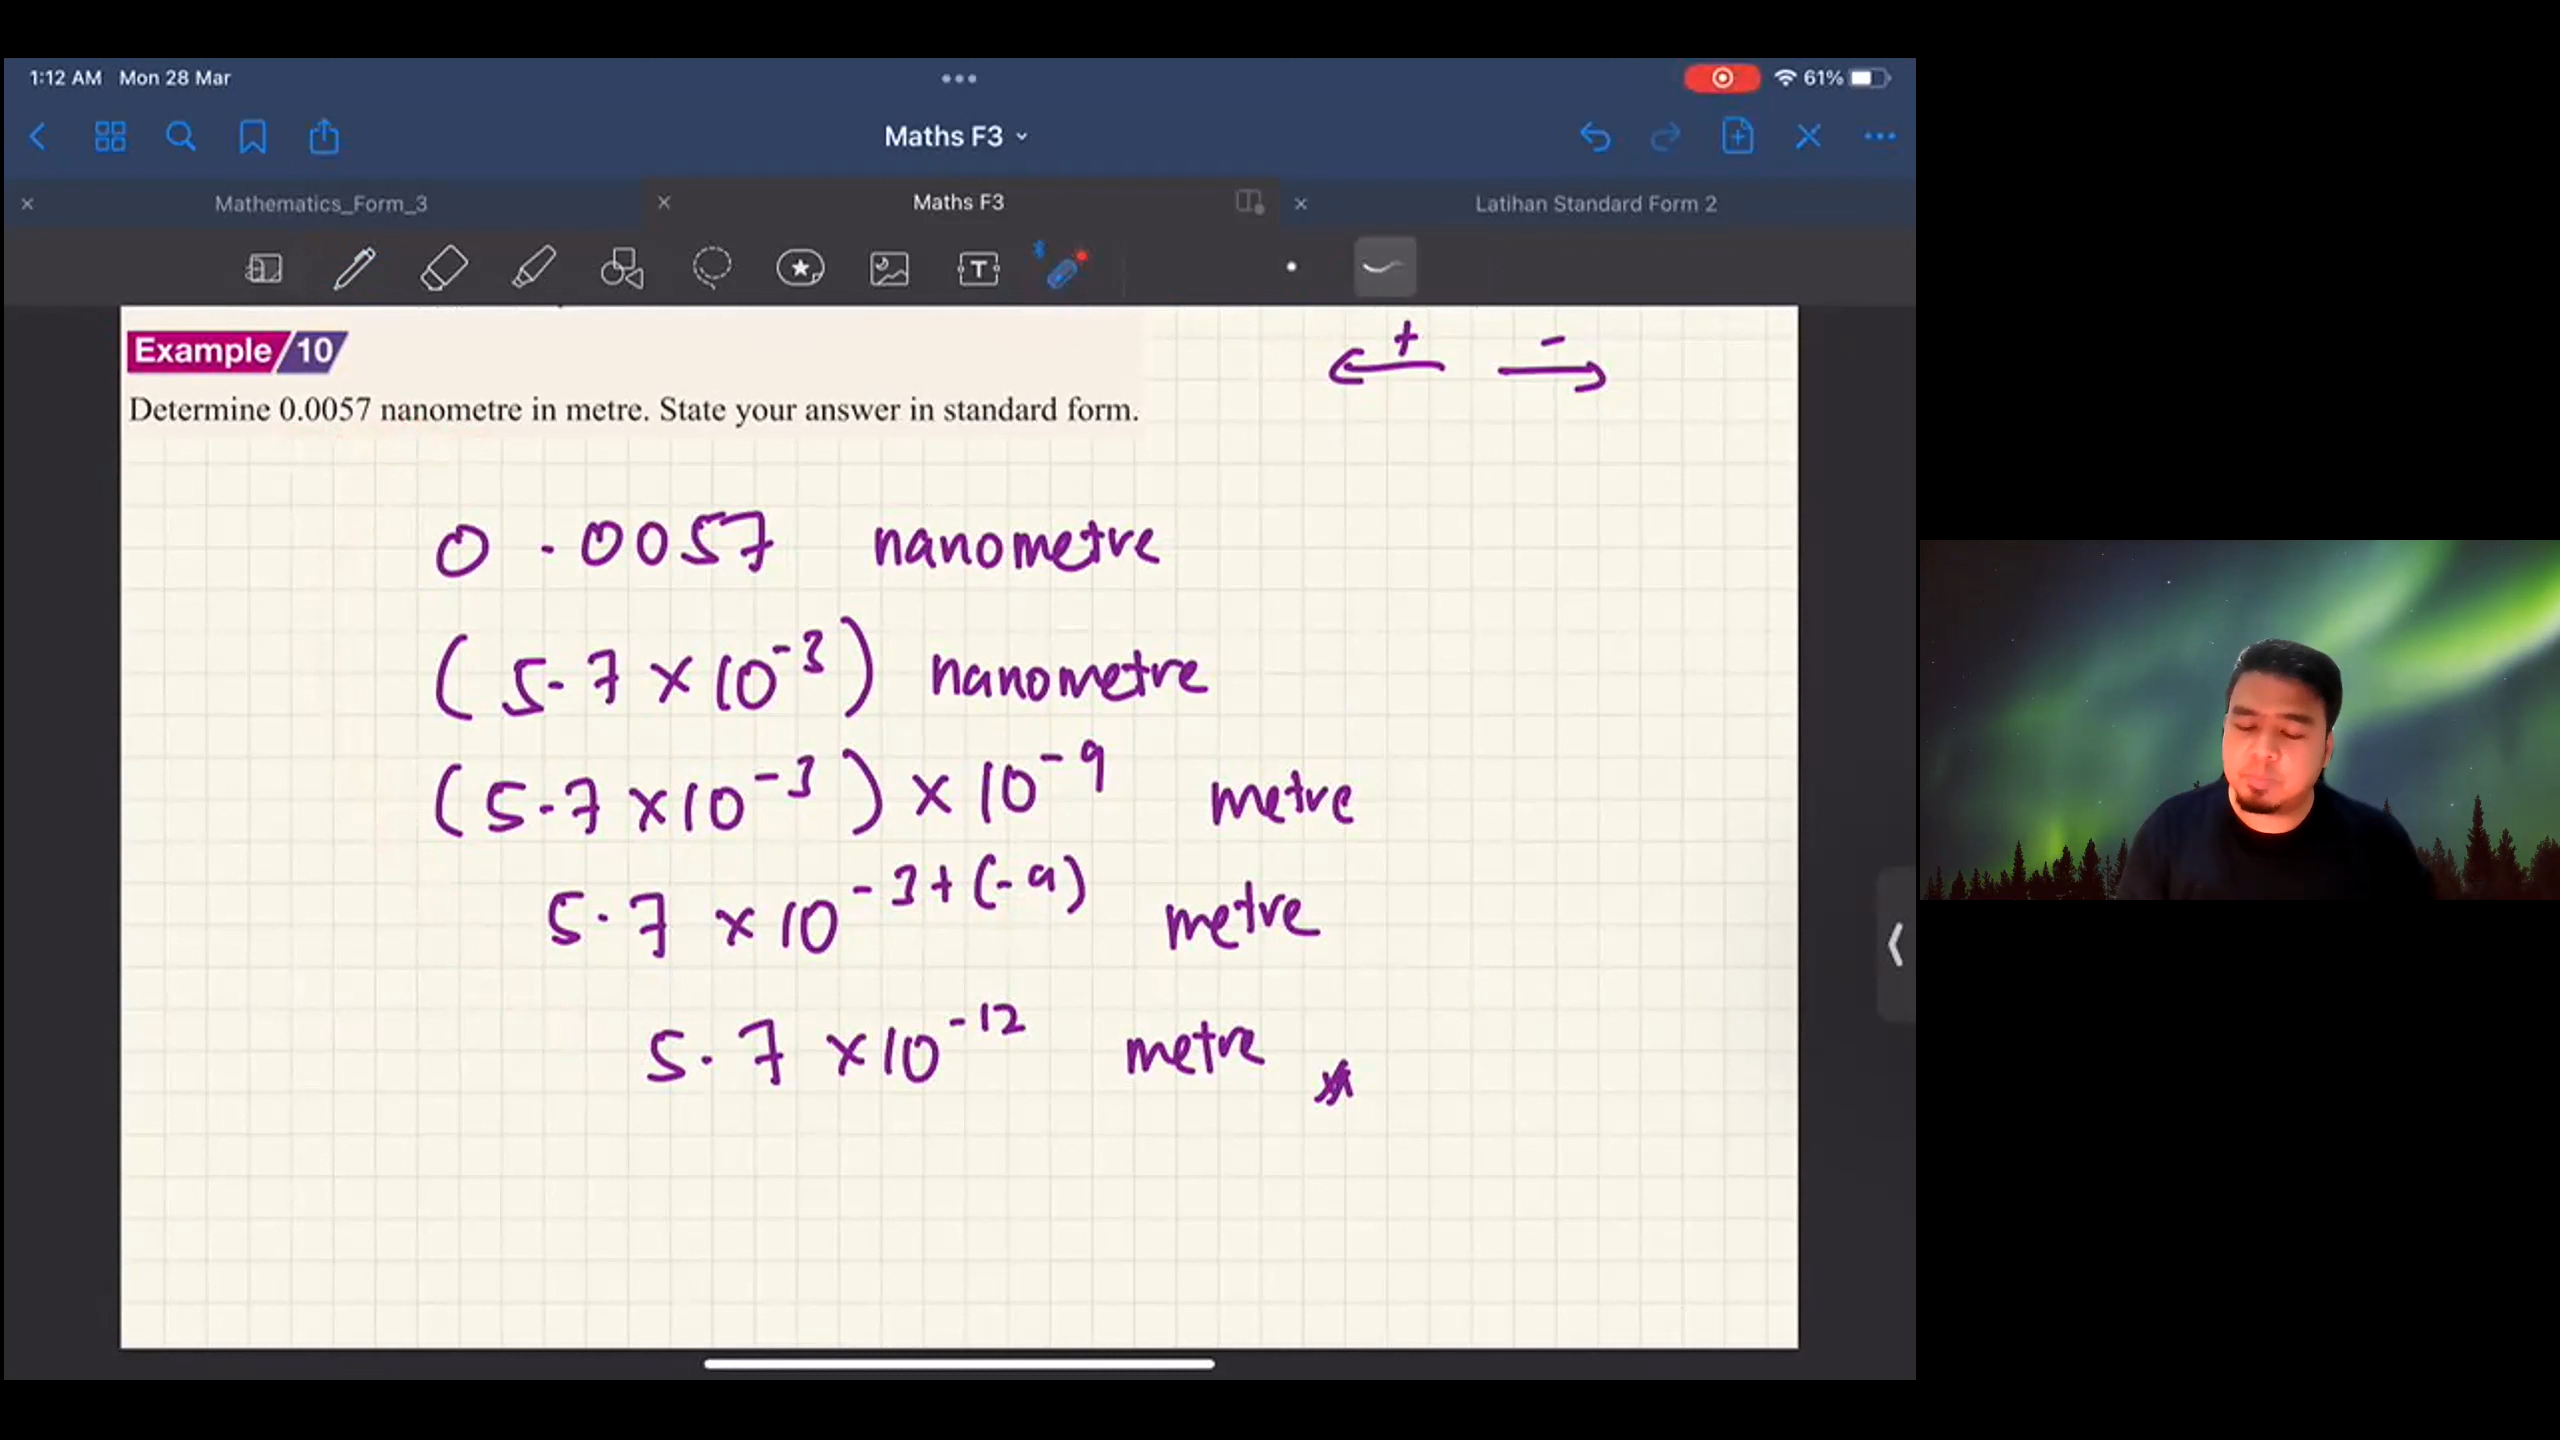 1:12 AM Mon 28 Mar
61%
Maths F3
Mathematics_Form_3
Maths F3
Latihan Standard Form 2
T
Example 10
+ -
Determine 0.0057 nanometre in metre. State your answer in standard form.
0.0057 nanometre
(5.7 × 10⁻³) nanometre
(5.7 × 10⁻³) × 10⁻⁹ metre
5.7 × 10⁻³⁺⁽⁻⁹⁾ metre
5.7 × 10⁻¹² metre